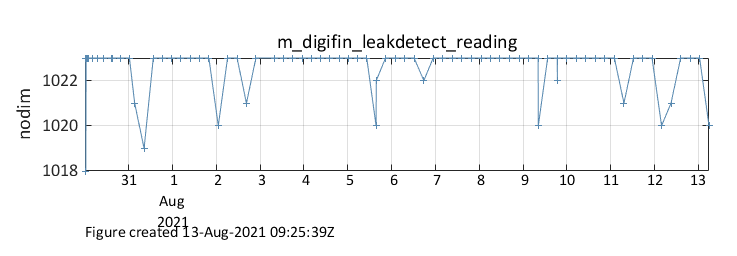 m_digifin_leakdetect_reading
nodim
1022
1020
1018
31 1 2 3 4 5 6 7 8 9 10 11 12 13
Aug
2021
Figure created 13-Aug-2021 09:25:39Z